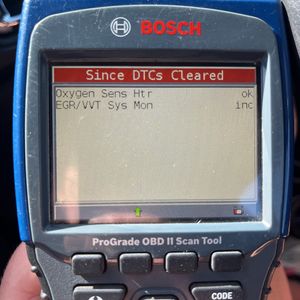 BOSCH
Since DTCs Cleared
Oxygen Sens Htr ok
EGR/VVT Sys Mon inc
ProGrade OBD II Scan Tool
CODE